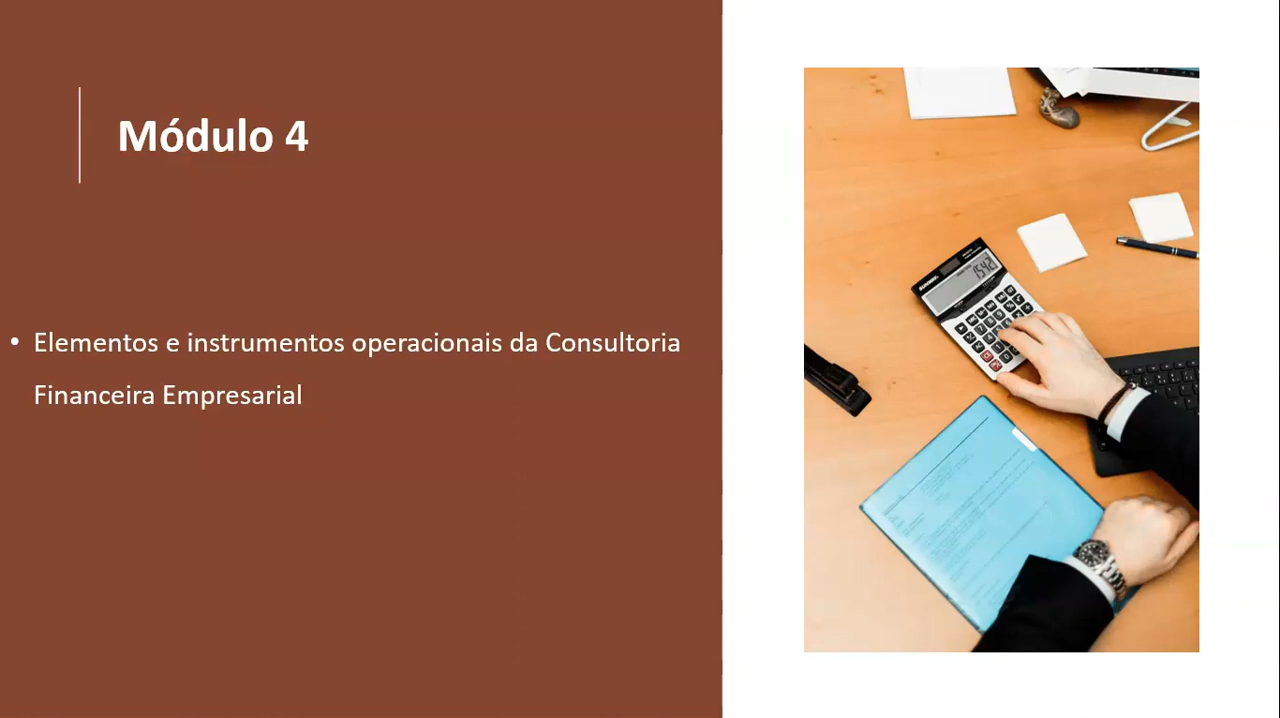 Módulo 4
• Elementos e instrumentos operacionais da Consultoria
Financeira Empresarial